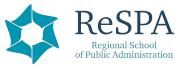 ReSPA
Regional School
of Public Administration